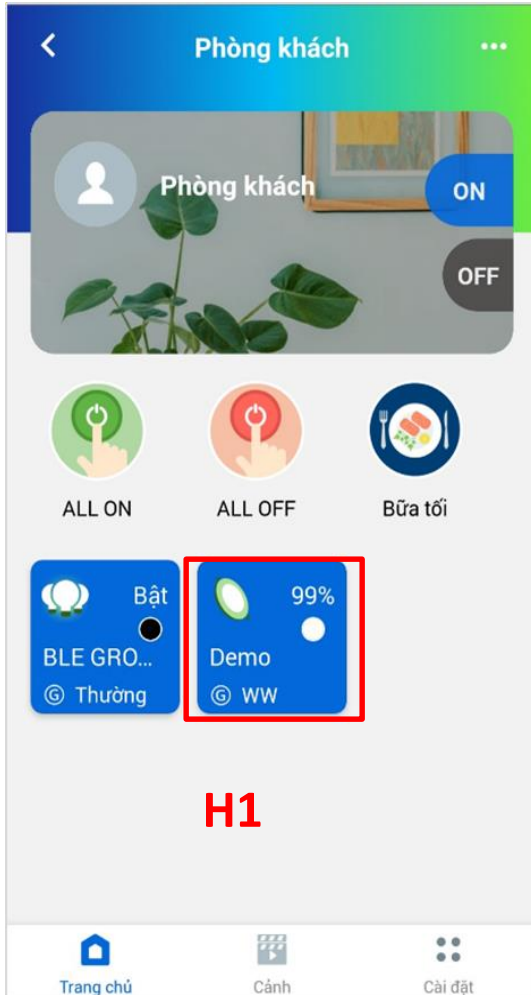 Phòng khách
Phòng khách
ON
OFF
ALL ON
ALL OFF
Bữa tối
Bật
BLE GRO...
G Thường
99%
Demo
G WW
H1
Trang chủ
Cảnh
Cài đặt